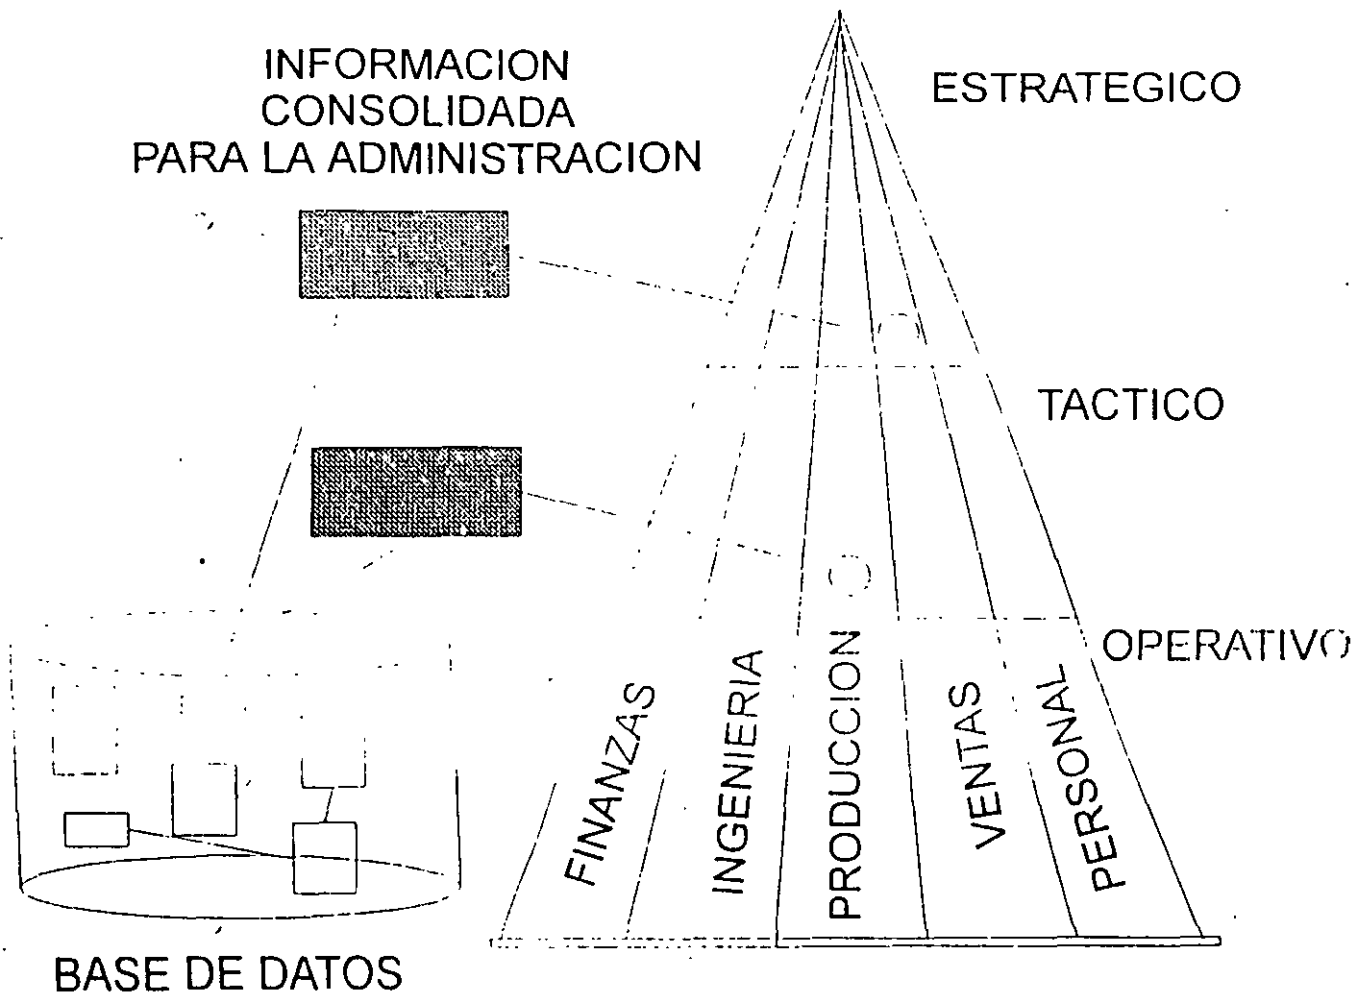 INFORMACION
CONSOLIDADA
PARA LA ADMINISTRACION
ESTRATEGICO
TACTICO
OPERATIVO
FINANZAS
INGENIERIA
PRODUCCION
VENTAS
PERSONAL
BASE DE DATOS